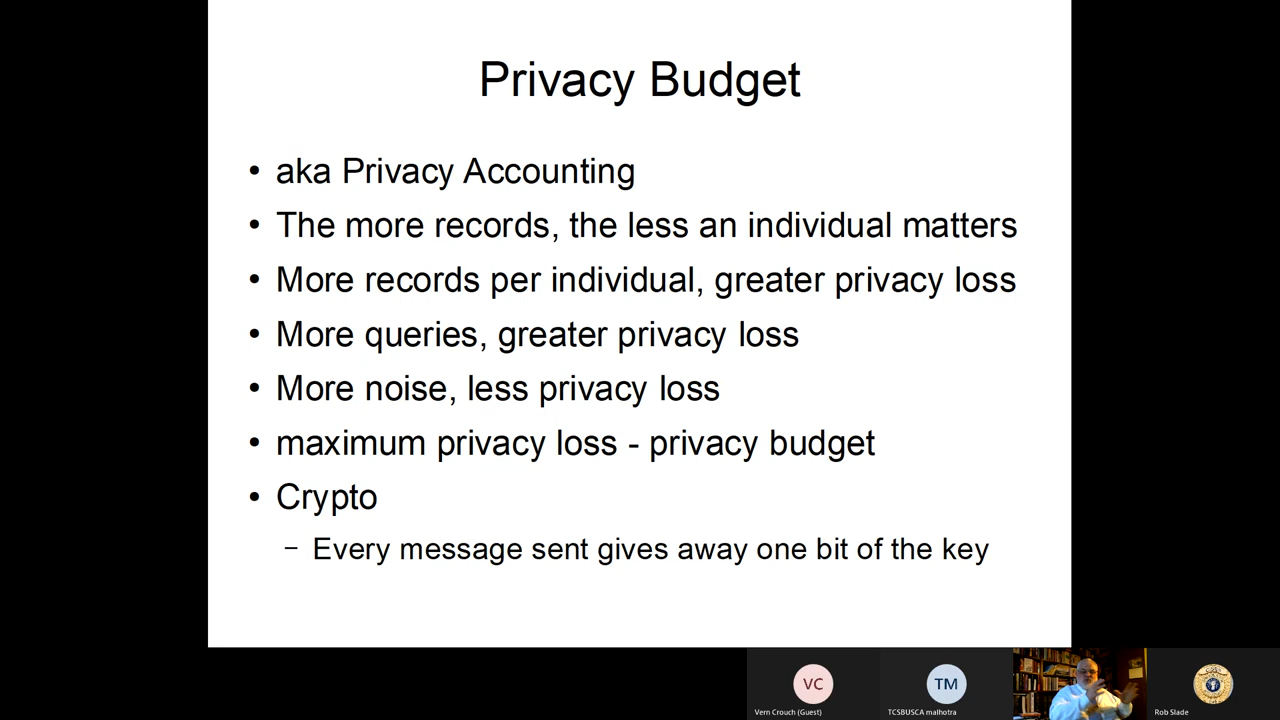 Privacy Budget
• aka Privacy Accounting
• The more records, the less an individual matters
• More records per individual, greater privacy loss
• More queries, greater privacy loss
• More noise, less privacy loss
• maximum privacy loss - privacy budget
• Crypto
– Every message sent gives away one bit of the key
VC
TM
Vern Crouch (Guest)
TCSBUSCA malhotra
Rob Slade